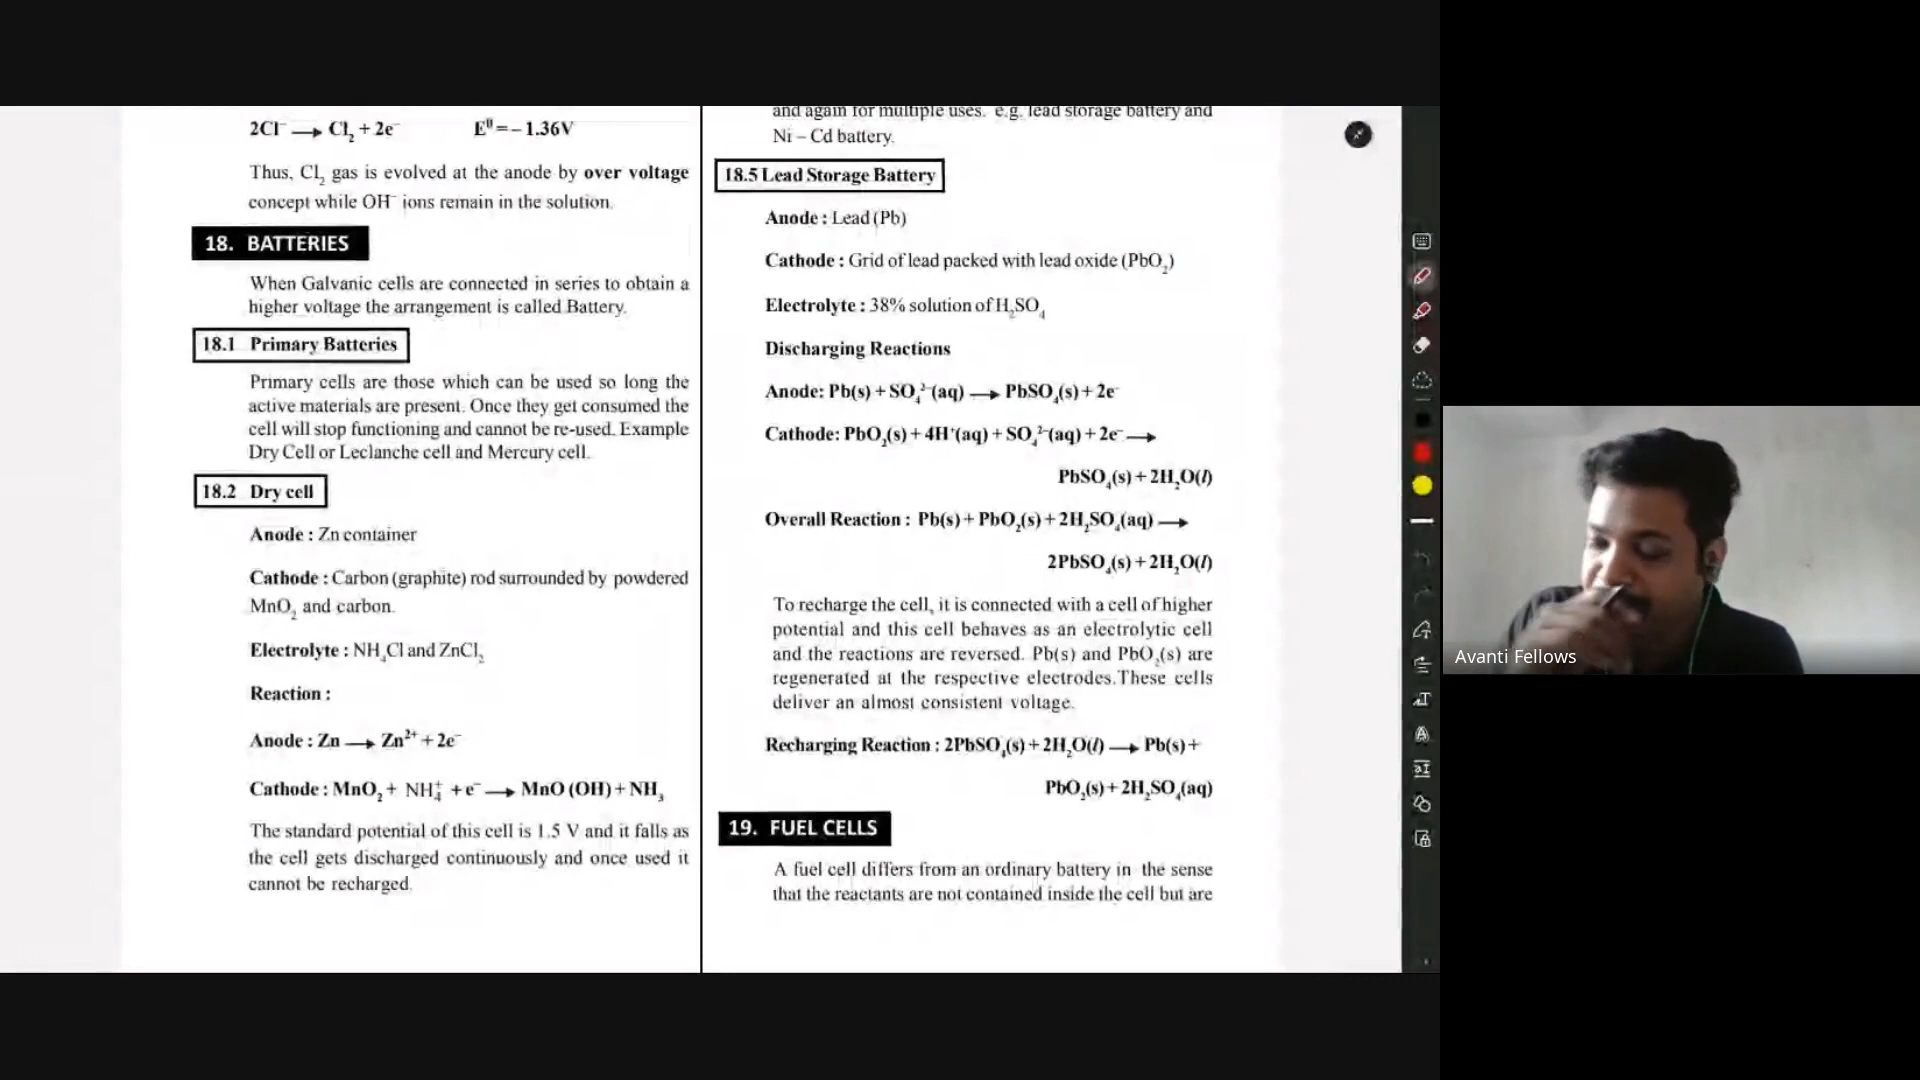 2Cl⁻ ⟶ Cl₂ + 2e⁻ E⁰ = – 1.36V
Thus, Cl₂ gas is evolved at the anode by over voltage
concept while OH⁻ ions remain in the solution.
18. BATTERIES
When Galvanic cells are connected in series to obtain a
higher voltage the arrangement is called Battery.
18.1 Primary Batteries
Primary cells are those which can be used so long the
active materials are present. Once they get consumed the
cell will stop functioning and cannot be re-used. Example
Dry Cell or Leclanche cell and Mercury cell.
18.2 Dry cell
Anode : Zn container
Cathode : Carbon (graphite) rod surrounded by powdered
MnO₂ and carbon.
Electrolyte : NH₄Cl and ZnCl₂
Reaction :
Anode : Zn ⟶ Zn²⁺ + 2e⁻
Cathode : MnO₂ + NH₄⁺ + e⁻ ⟶ MnO (OH) + NH₃
The standard potential of this cell is 1.5 V and it falls as
the cell gets discharged continuously and once used it
cannot be recharged.
and again for multiple uses. e.g. lead storage battery and
Ni – Cd battery.
18.5 Lead Storage Battery
Anode : Lead (Pb)
Cathode : Grid of lead packed with lead oxide (PbO₂)
Electrolyte : 38% solution of H₂SO₄
Discharging Reactions
Anode: Pb(s) + SO₄²⁻(aq) ⟶ PbSO₄(s) + 2e⁻
Cathode: PbO₂(s) + 4H⁺(aq) + SO₄²⁻(aq) + 2e⁻ ⟶
PbSO₄(s) + 2H₂O(l)
Overall Reaction : Pb(s) + PbO₂(s) + 2H₂SO₄(aq) ⟶
2PbSO₄(s) + 2H₂O(l)
To recharge the cell, it is connected with a cell of higher
potential and this cell behaves as an electrolytic cell
and the reactions are reversed. Pb(s) and PbO₂(s) are
regenerated at the respective electrodes.These cells
deliver an almost consistent voltage.
Recharging Reaction : 2PbSO₄(s) + 2H₂O(l) ⟶ Pb(s) +
PbO₂(s) + 2H₂SO₄(aq)
19. FUEL CELLS
A fuel cell differs from an ordinary battery in the sense
that the reactants are not contained inside the cell but are
Avanti Fellows